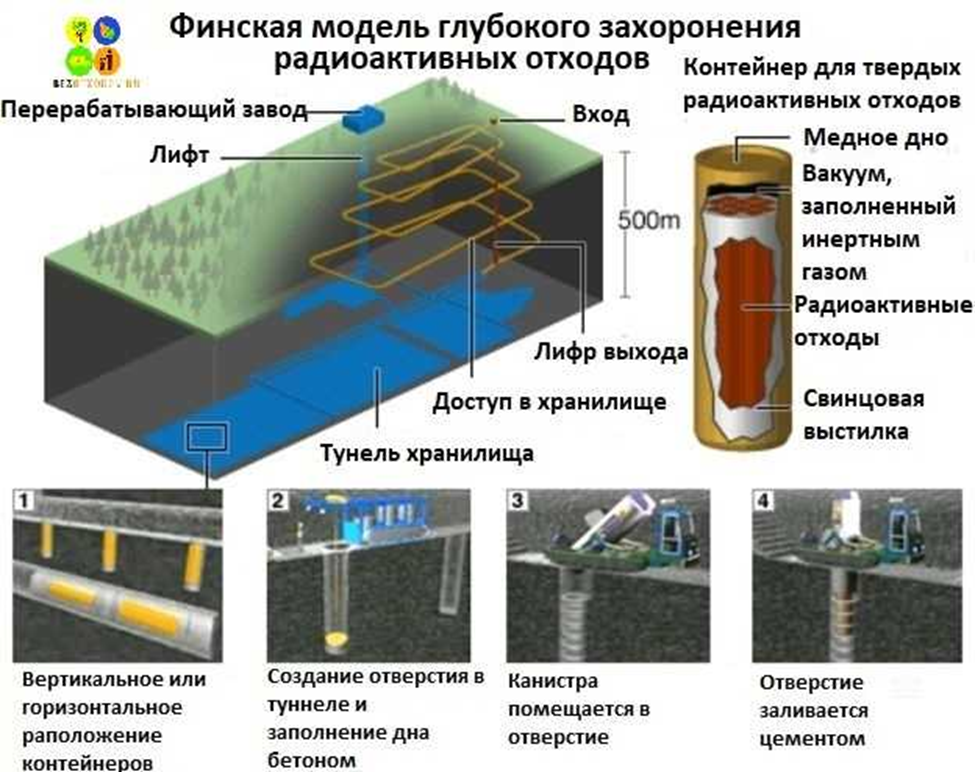 Финская модель глубокого захоронения
радиоактивных отходов
Контейнер для твердых
радиоактивных отходов
Перерабатывающий завод
Вход
Лифт
Медное дно
Вакуум,
заполненный
инертным
газом
500m
Радиоактивные
отходы
Лифр выхода
Доступ в хранилище
Свинцовая
выстилка
Тунель хранилища
1
2
3
4
Вертикальное или
горизонтальное
раположение
контейнеров
Создание отверстия в
туннеле и
заполнение дна
бетоном
Канистра
помещается в
отверстие
Отверстие
заливается
цементом